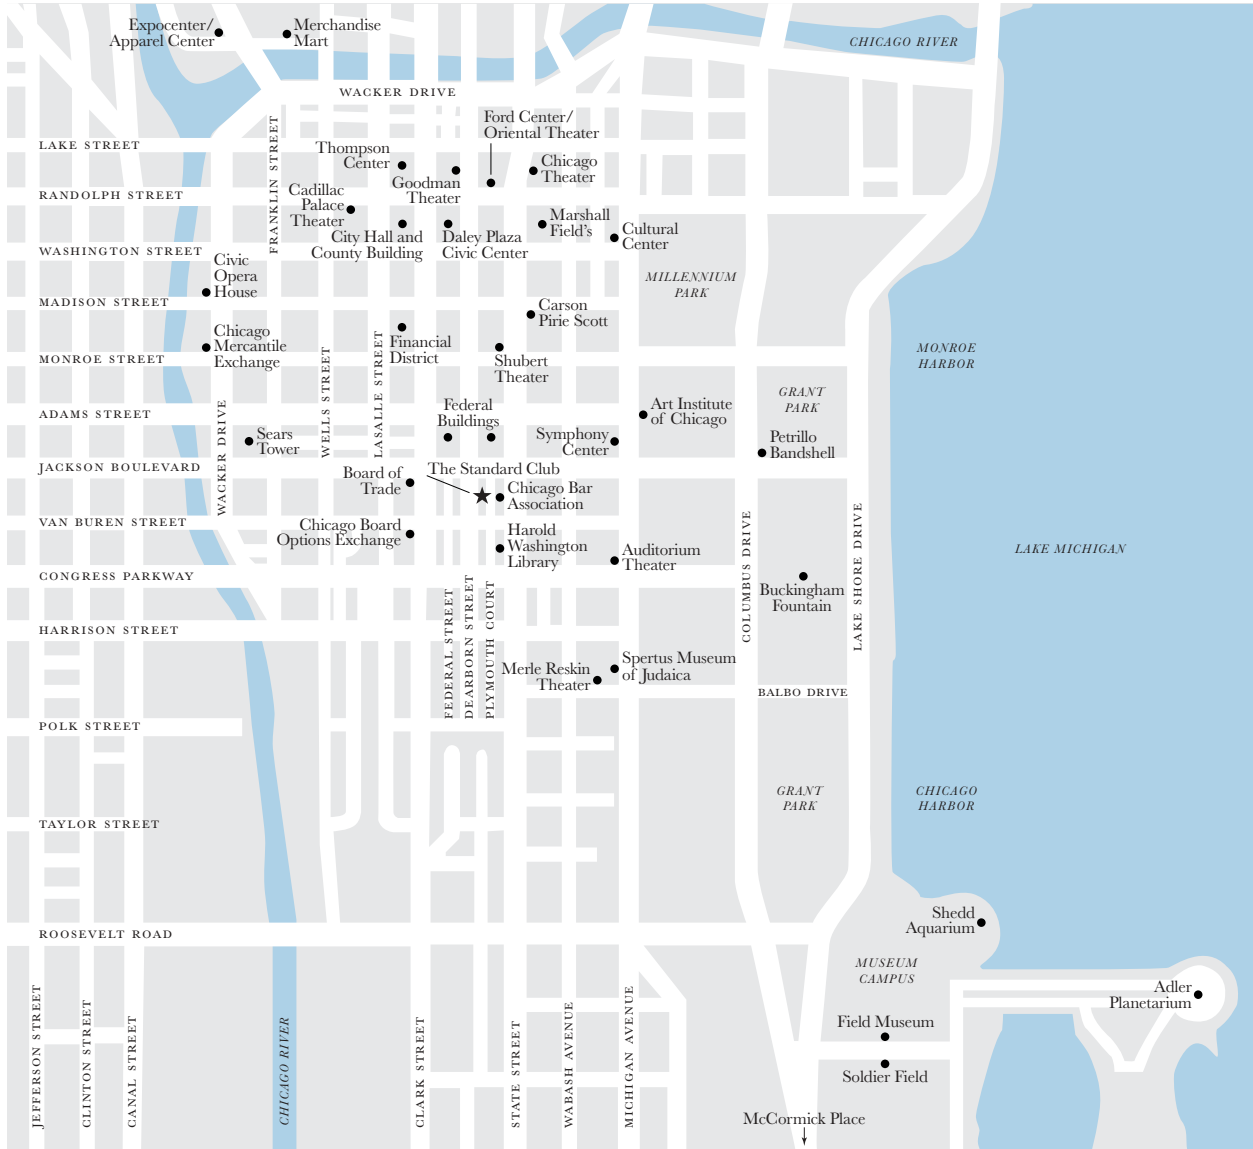 Expocenter/
Apparel Center
Merchandise
Mart
CHICAGO RIVER
WACKER DRIVE
Ford Center/
Oriental Theater
LAKE STREET
FRANKLIN STREET
Thompson
Center
Goodman
Theater
Chicago
Theater
RANDOLPH STREET
Cadillac
Palace
Theater
City Hall and
County Building
Daley Plaza
Civic Center
Marshall
Field's
Cultural
Center
WASHINGTON STREET
Civic
Opera
House
MILLENNIUM
PARK
MADISON STREET
Carson
Pirie Scott
Chicago
Mercantile
Exchange
Financial
District
Shubert
Theater
MONROE
HARBOR
MONROE STREET
WELLS STREET
LASALLE STREET
GRANT
PARK
ADAMS STREET
WACKER DRIVE
Sears
Tower
Federal
Buildings
Symphony
Center
Art Institute
of Chicago
Petrillo
Bandshell
JACKSON BOULEVARD
Board of
Trade
The Standard Club
Chicago Bar
Association
VAN BUREN STREET
Chicago Board
Options Exchange
Harold
Washington
Library
Auditorium
Theater
COLUMBUS DRIVE
LAKE SHORE DRIVE
LAKE MICHIGAN
CONGRESS PARKWAY
Buckingham
Fountain
FEDERAL STREET
DEARBORN STREET
PLYMOUTH COURT
HARRISON STREET
Merle Reskin
Theater
Spertus Museum
of Judaica
BALBO DRIVE
POLK STREET
GRANT
PARK
CHICAGO
HARBOR
TAYLOR STREET
Shedd
Aquarium
ROOSEVELT ROAD
MUSEUM
CAMPUS
Adler
Planetarium
JEFFERSON STREET
CLINTON STREET
CANAL STREET
CHICAGO RIVER
CLARK STREET
STATE STREET
WABASH AVENUE
MICHIGAN AVENUE
Field Museum
Soldier Field
McCormick Place